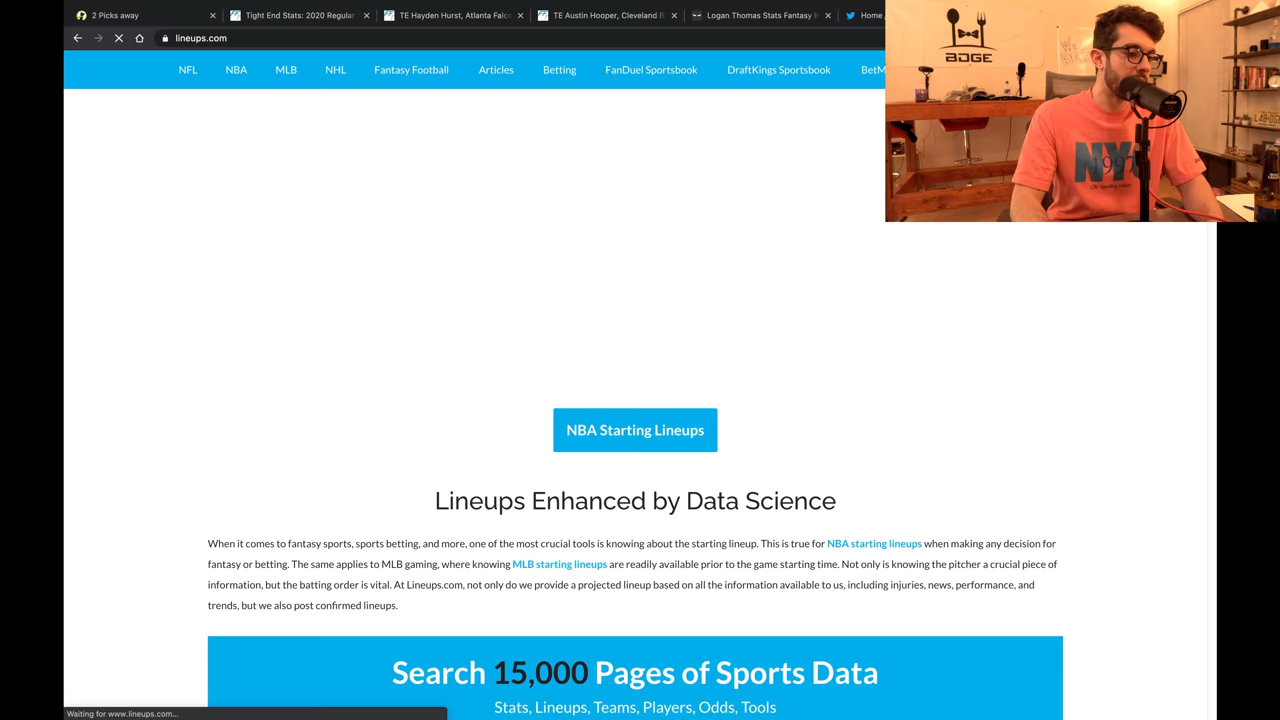 2 Picks away
Tight End Stats: 2020 Regular
TE Hayden Hurst, Atlanta Falco
TE Austin Hooper, Cleveland B
Logan Thomas Stats Fantasy
Home
lineups.com
NFL NBA MLB NHL Fantasy Football Articles Betting FanDuel Sportsbook DraftKings Sportsbook BetM
BDGE
NY
1997
NBA Starting Lineups
Lineups Enhanced by Data Science
When it comes to fantasy sports, sports betting, and more, one of the most crucial tools is knowing about the starting lineup. This is true for NBA starting lineups when making any decision for
fantasy or betting. The same applies to MLB gaming, where knowing MLB starting lineups are readily available prior to the game starting time. Not only is knowing the pitcher a crucial piece of
information, but the batting order is vital. At Lineups.com, not only do we provide a projected lineup based on all the information available to us, including injuries, news, performance, and
trends, but we also post confirmed lineups.
Search 15,000 Pages of Sports Data
Stats, Lineups, Teams, Players, Odds, Tools
Waiting for www.lineups.com...